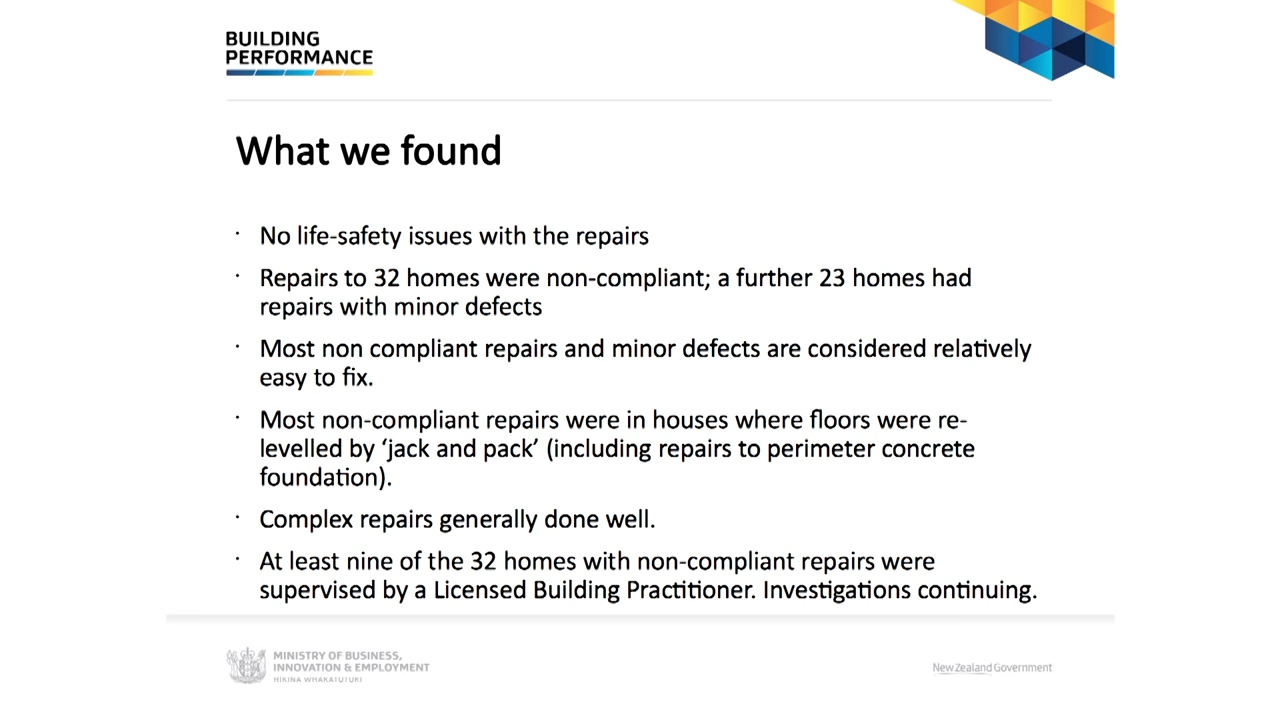 BUILDING
PERFORMANCE
What we found
· No life-safety issues with the repairs
· Repairs to 32 homes were non-compliant; a further 23 homes had
repairs with minor defects
· Most non compliant repairs and minor defects are considered relatively
easy to fix.
· Most non-compliant repairs were in houses where floors were re-
levelled by ‘jack and pack’ (including repairs to perimeter concrete
foundation).
· Complex repairs generally done well.
· At least nine of the 32 homes with non-compliant repairs were
supervised by a Licensed Building Practitioner. Investigations continuing.
MINISTRY OF BUSINESS,
INNOVATION & EMPLOYMENT
HĪKINA WHAKATUTUKI
New Zealand Government